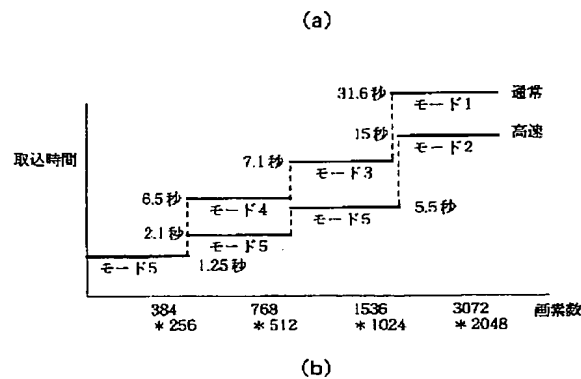 (a)
31.6秒
通常
モード1
15秒
高速
モード2
取込時間
7.1秒
モード3
6.5秒
モード4
5.5秒
モード5
2.1秒
モード5
モード5
1.25秒
384
768
1536
3072
画素数
*256
*512
*1024
*2048
(b)